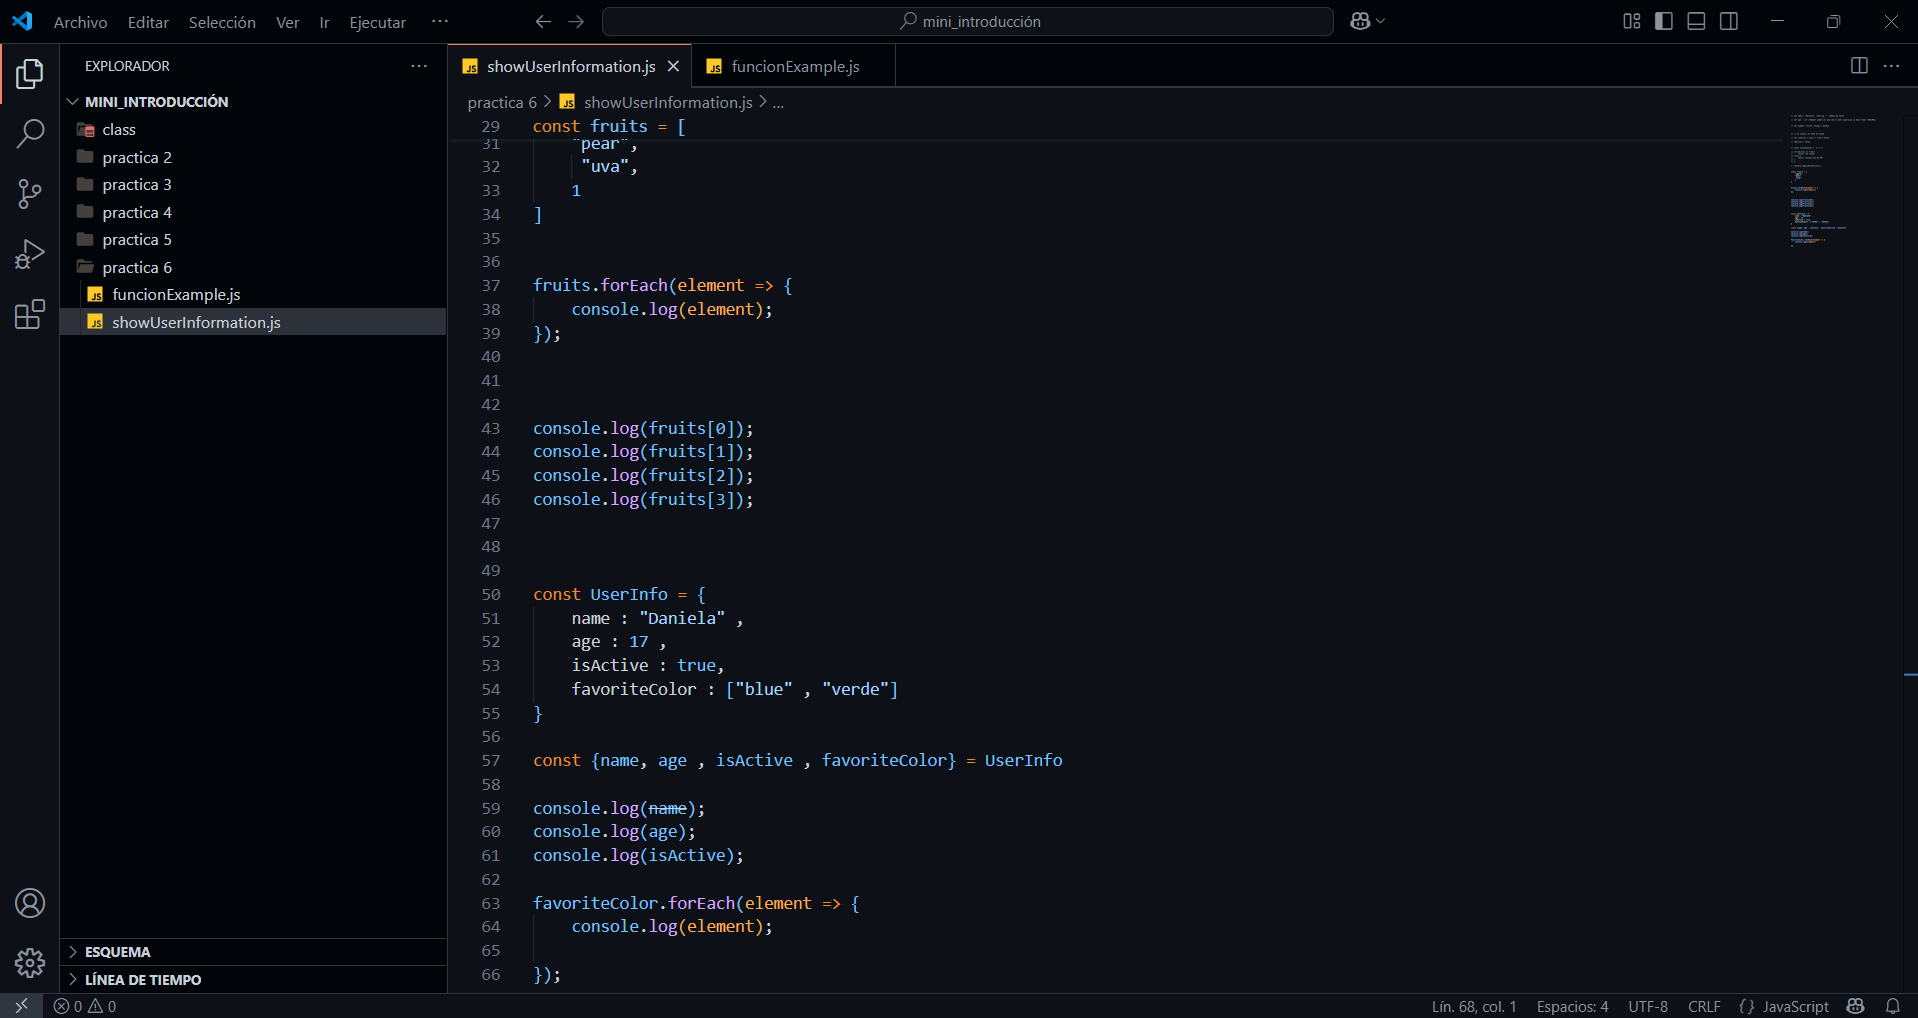 Archivo Editar Selección Ver Ir Ejecutar ···
mini_introducción
EXPLORADOR
MINI_INTRODUCCIÓN
class
practica 2
practica 3
practica 4
practica 5
practica 6
funcionExample.js
showUserInformation.js
ESQUEMA
LÍNEA DE TIEMPO
JS showUserInformation.js
JS funcionExample.js
practica 6 > JS showUserInformation.js > ...
29 const fruits = [
31 "pear",
32 "uva",
33 1
34 ]
35
36
37 fruits.forEach(element => {
38 console.log(element);
39 });
40
41
42
43 console.log(fruits[0]);
44 console.log(fruits[1]);
45 console.log(fruits[2]);
46 console.log(fruits[3]);
47
48
49
50 const UserInfo = {
51 name : "Daniela" ,
52 age : 17 ,
53 isActive : true,
54 favoriteColor : ["blue" , "verde"]
55 }
56
57 const {name, age , isActive , favoriteColor} = UserInfo
58
59 console.log(name);
60 console.log(age);
61 console.log(isActive);
62
63 favoriteColor.forEach(element => {
64 console.log(element);
65
66 });
0 0
Lín. 68, col. 1 Espacios: 4 UTF-8 CRLF {} JavaScript